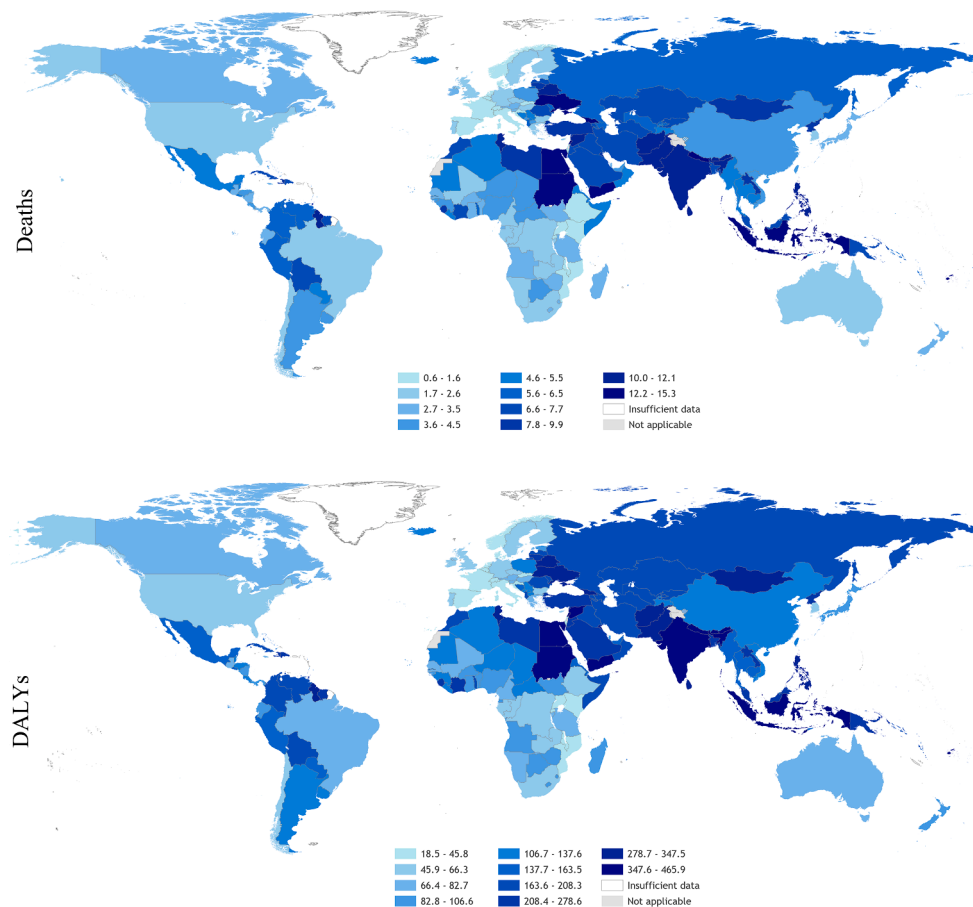 Deaths
0.6 - 1.6
1.7 - 2.6
2.7 - 3.5
3.6 - 4.5
4.6 - 5.5
5.6 - 6.5
6.6 - 7.7
7.8 - 9.9
10.0 - 12.1
12.2 - 15.3
Insufficient data
Not applicable
DALYs
18.5 - 45.8
45.9 - 66.3
66.4 - 82.7
82.8 - 106.6
106.7 - 137.6
137.7 - 163.5
163.6 - 208.3
208.4 - 278.6
278.7 - 347.5
347.6 - 465.9
Insufficient data
Not applicable